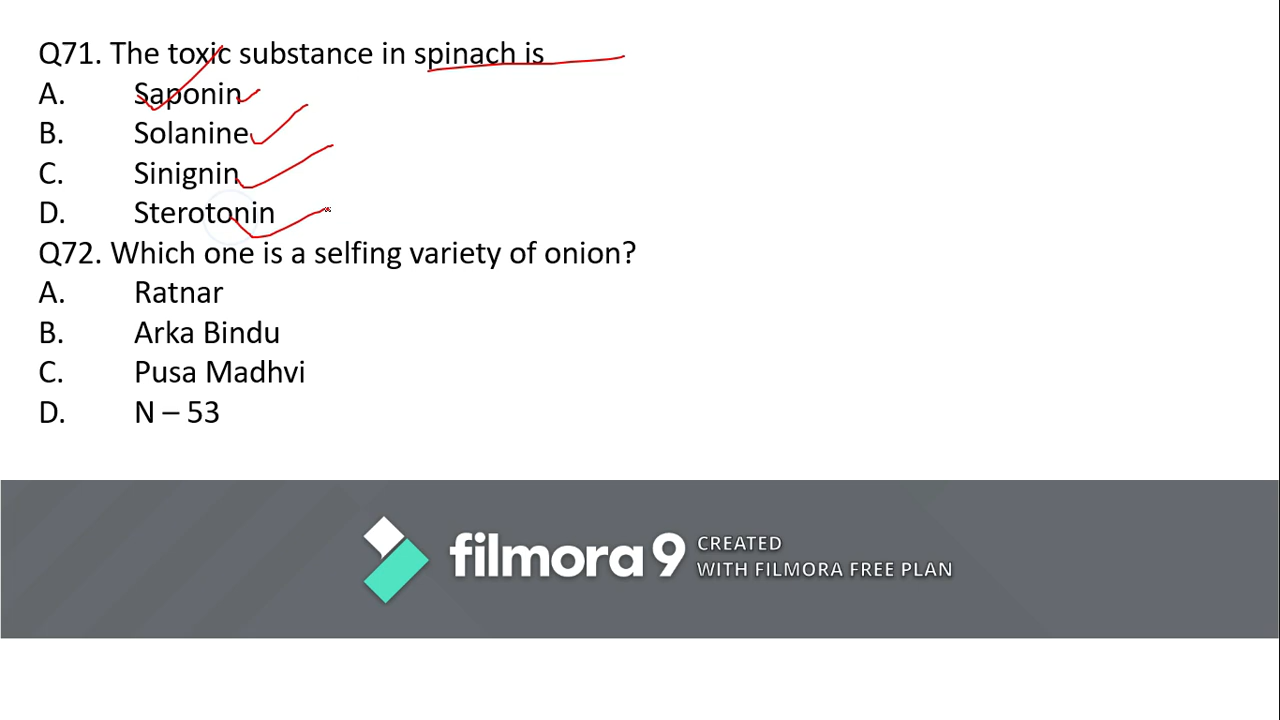 Q71. The toxic substance in spinach is
A. Saponin
B. Solanine
C. Sinignin
D. Sterotonin
Q72. Which one is a selfing variety of onion?
A. Ratnar
B. Arka Bindu
C. Pusa Madhvi
D. N – 53
filmora 9 CREATED
WITH FILMORA FREE PLAN